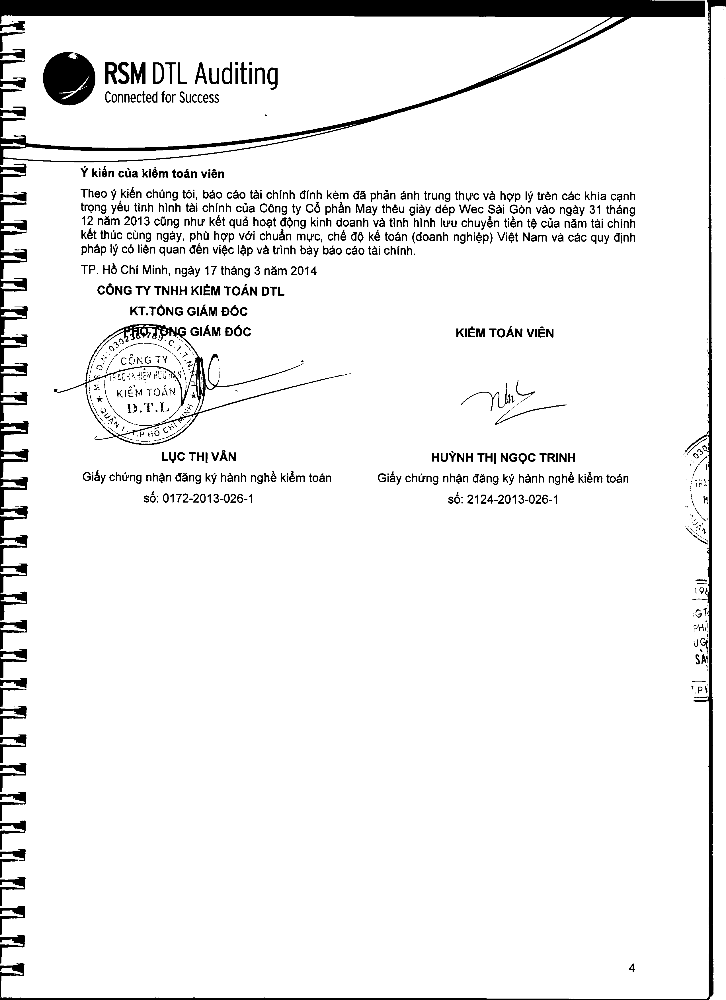 RSM DTL Auditing
Connected for Success
Ý kiến của kiểm toán viên
Theo ý kiến chúng tôi, báo cáo tài chính đính kèm đã phản ánh trung thực và hợp lý trên các khía cạnh
trọng yếu tình hình tài chính của Công ty Cổ phần May thêu giày dép Wec Sài Gòn vào ngày 31 tháng
12 năm 2013 cũng như kết quả hoạt động kinh doanh và tình hình lưu chuyển tiền tệ của năm tài chính
kết thúc cùng ngày, phù hợp với chuẩn mực, chế độ kế toán (doanh nghiệp) Việt Nam và các quy định
pháp lý có liên quan đến việc lập và trình bày báo cáo tài chính.
TP. Hồ Chí Minh, ngày 17 tháng 3 năm 2014
CÔNG TY TNHH KIỂM TOÁN DTL
KT.TỔNG GIÁM ĐỐC
PHÓ TỔNG GIÁM ĐỐC
KIỂM TOÁN VIÊN
M.S.D.N: 0302361789-C.T.T.N.H.H
CÔNG TY
TRÁCH NHIỆM HỮU HẠN
KIỂM TOÁN
D.T.L
QUẬN 1 - T.P HỒ CHÍ MINH
LỤC THỊ VÂN
HUỲNH THỊ NGỌC TRINH
Giấy chứng nhận đăng ký hành nghề kiểm toán
Giấy chứng nhận đăng ký hành nghề kiểm toán
số: 0172-2013-026-1
số: 2124-2013-026-1
4